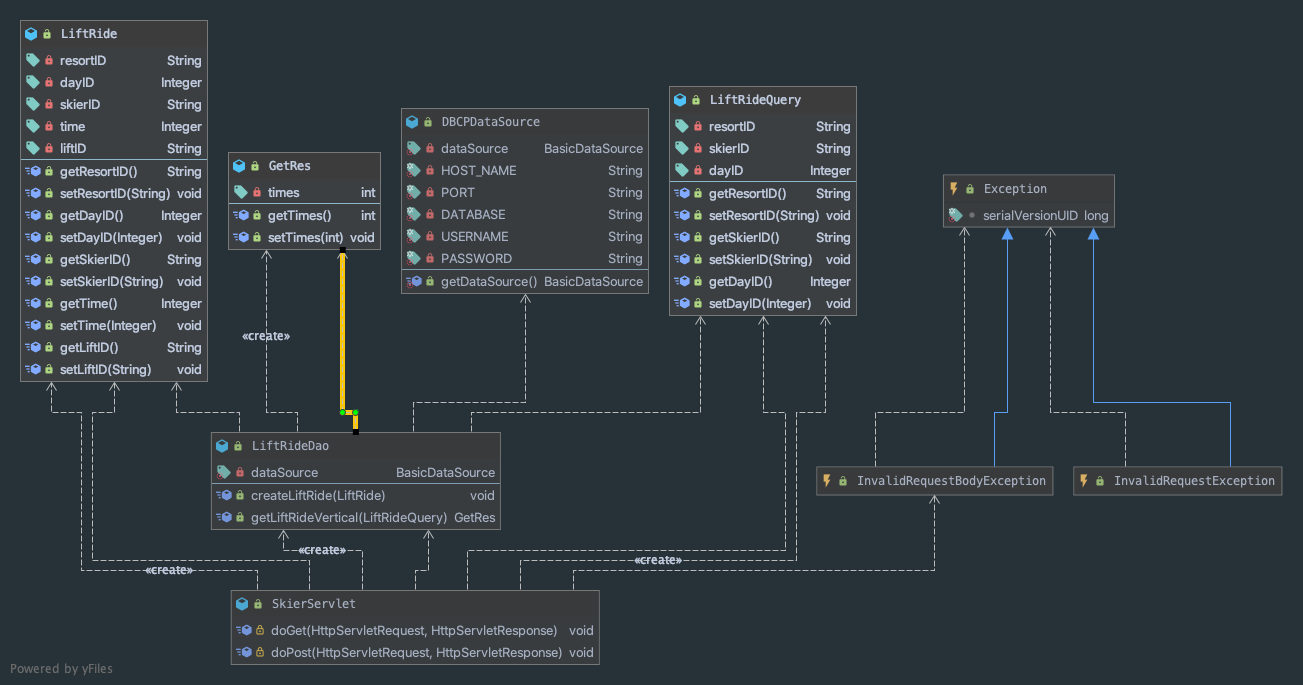 LiftRide
resortID String
dayID Integer
skierID String
time Integer
liftID String
getResortID() String
setResortID(String) void
getDayID() Integer
setDayID(Integer) void
getSkierID() String
setSkierID(String) void
getTime() Integer
setTime(Integer) void
getLiftID() String
setLiftID(String) void
GetRes
times int
getTimes() int
setTimes(int) void
DBCPDataSource
dataSource BasicDataSource
HOST_NAME String
PORT String
DATABASE String
USERNAME String
PASSWORD String
getDataSource() BasicDataSource
LiftRideQuery
resortID String
skierID String
dayID Integer
getResortID() String
setResortID(String) void
getSkierID() String
setSkierID(String) void
getDayID() Integer
setDayID(Integer) void
Exception
serialVersionUID long
«create»
LiftRideDao
dataSource BasicDataSource
createLiftRide(LiftRide) void
getLiftRideVertical(LiftRideQuery) GetRes
InvalidRequestBodyException
InvalidRequestException
«create»
«create»
«create»
SkierServlet
doGet(HttpServletRequest, HttpServletResponse) void
doPost(HttpServletRequest, HttpServletResponse) void
Powered by yFiles